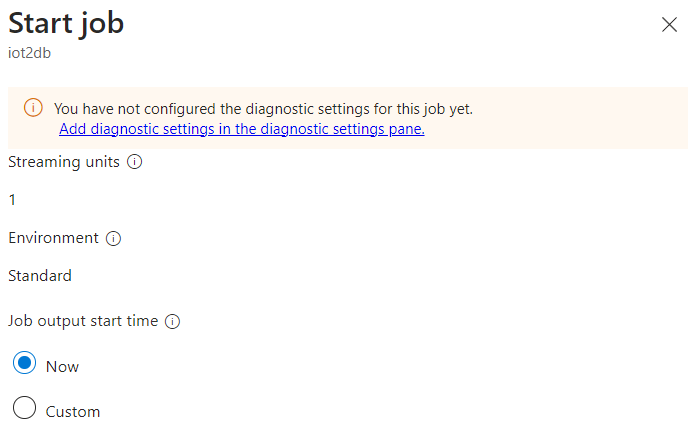 Start job
iot2db
You have not configured the diagnostic settings for this job yet.
Add diagnostic settings in the diagnostic settings pane.
Streaming units
1
Environment
Standard
Job output start time
Now
Custom